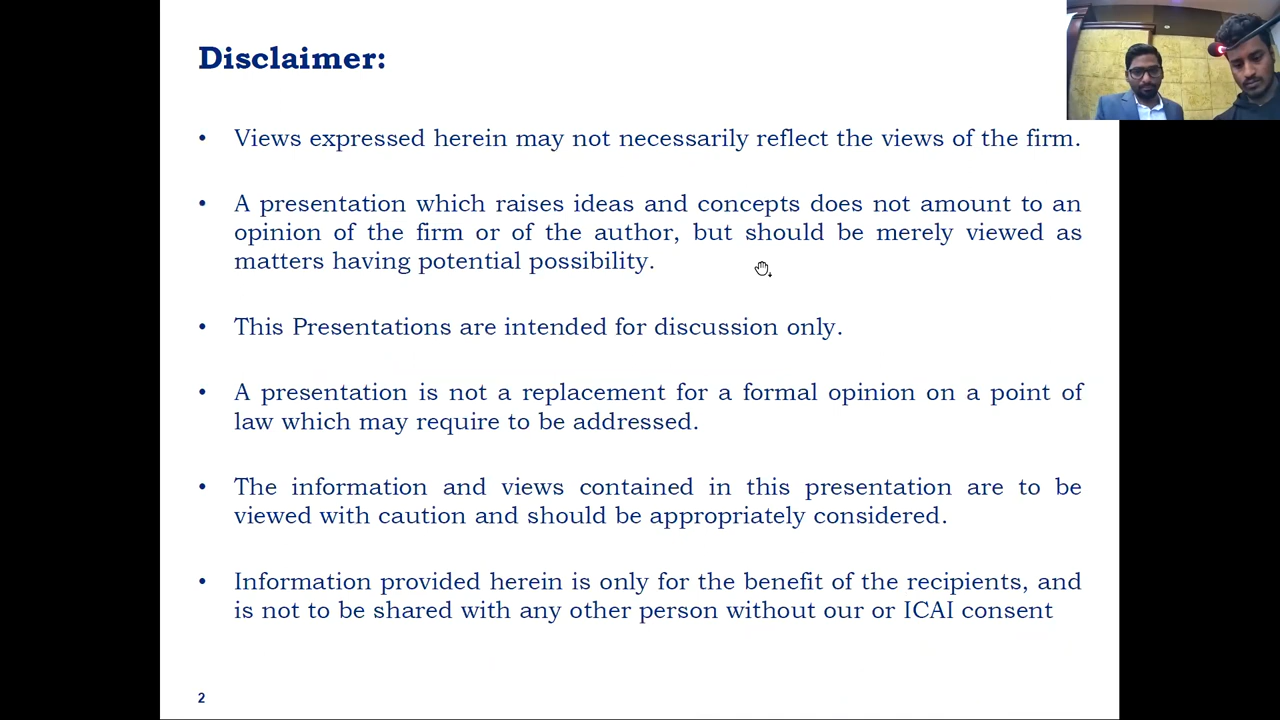 Disclaimer:
• Views expressed herein may not necessarily reflect the views of the firm.
• A presentation which raises ideas and concepts does not amount to an
opinion of the firm or of the author, but should be merely viewed as
matters having potential possibility.
• This Presentations are intended for discussion only.
• A presentation is not a replacement for a formal opinion on a point of
law which may require to be addressed.
• The information and views contained in this presentation are to be
viewed with caution and should be appropriately considered.
• Information provided herein is only for the benefit of the recipients, and
is not to be shared with any other person without our or ICAI consent
2